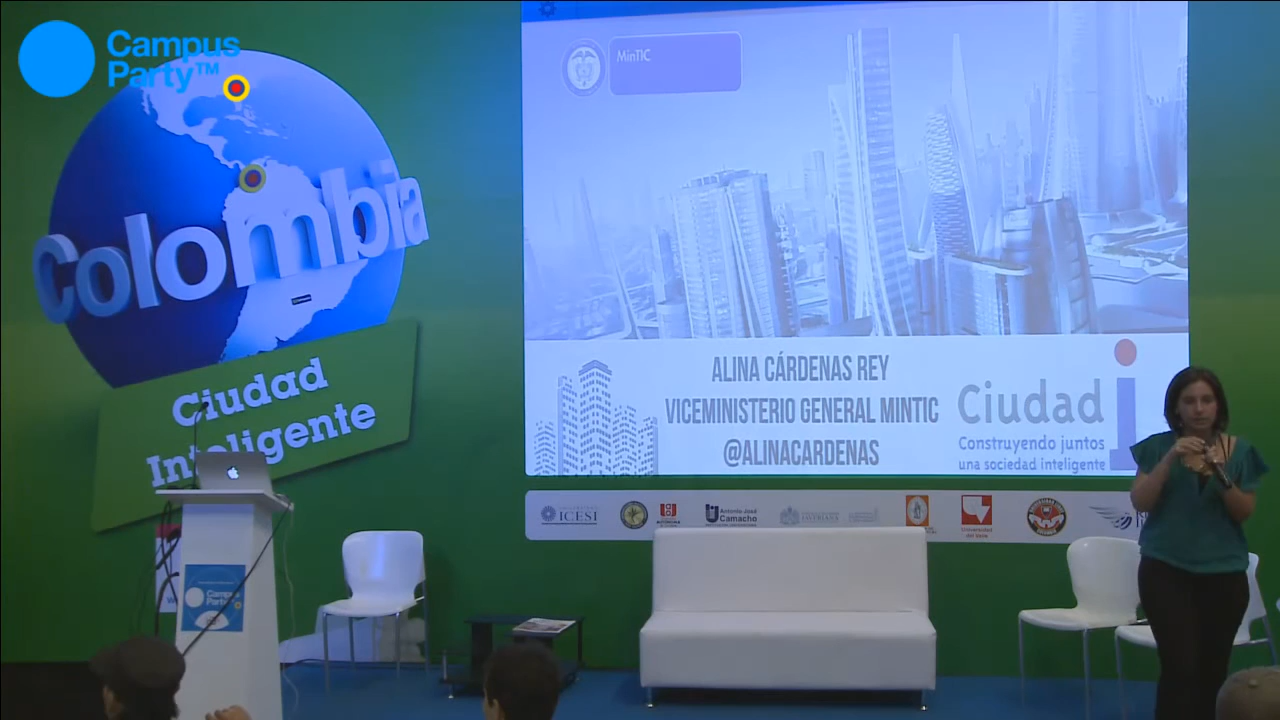 Campus
Party™
Colombia
Ciudad
Inteligente
MinTIC
ALINA CÁRDENAS REY
VICEMINISTERIO GENERAL MINTIC
@ALINACARDENAS
Ciudad i
Construyendo juntos
una sociedad inteligente
ICESI
Antonio José
Camacho
Universidad
del Valle
Campus
Party